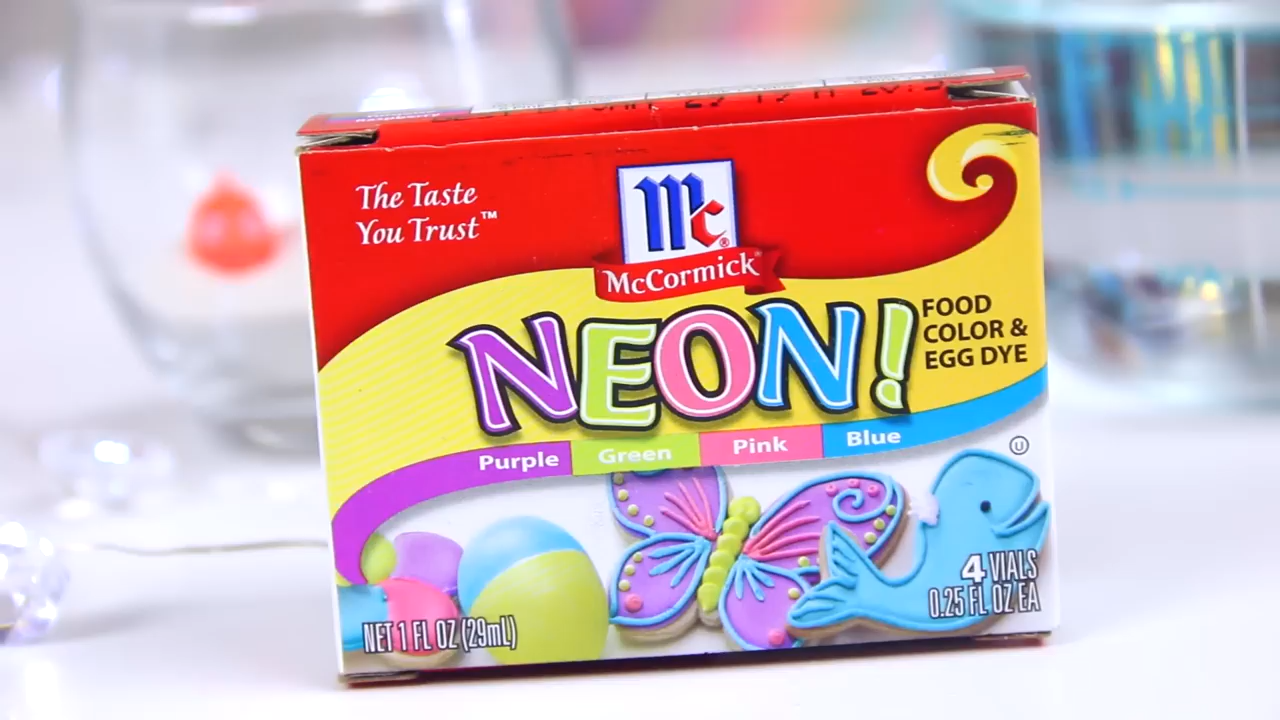 The Taste
You Trust™
Mc®
McCormick®
NEON!
FOOD
COLOR &
EGG DYE
Purple Green Pink Blue
U
4 VIALS
0.25 FL OZ EA
NET 1 FL OZ (29mL)